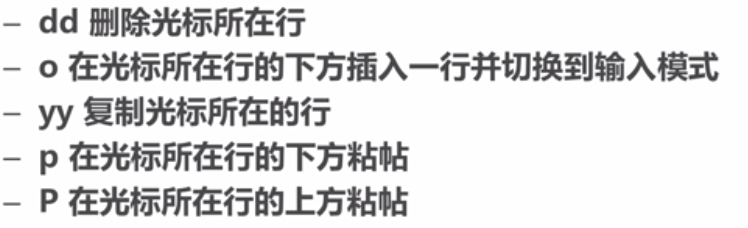 – dd 删除光标所在行
– o 在光标所在行的下方插入一行并切换到输入模式
– yy 复制光标所在的行
– p 在光标所在行的下方粘帖
– P 在光标所在行的上方粘帖